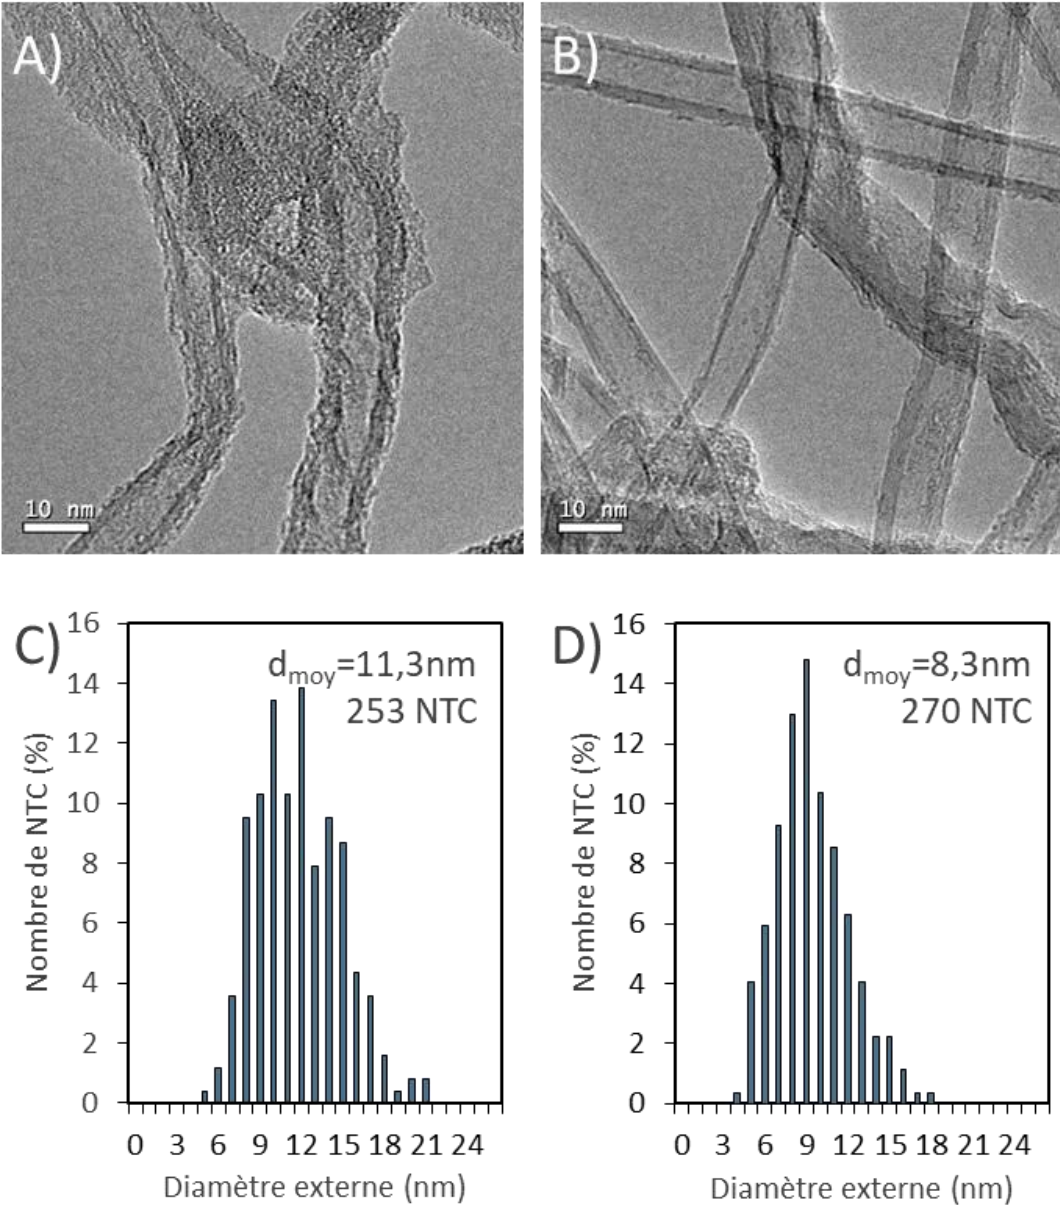 A)
B)
10 nm
10 nm
C)
16
14
12
10
8
6
4
2
0
Nombre de NTC (%)
dmoy=11,3nm
253 NTC
0 3 6 9 12 15 18 21 24
Diamètre externe (nm)
D)
16
14
12
10
8
6
4
2
0
Nombre de NTC (%)
dmoy=8,3nm
270 NTC
0 3 6 9 12 15 18 21 24
Diamètre externe (nm)